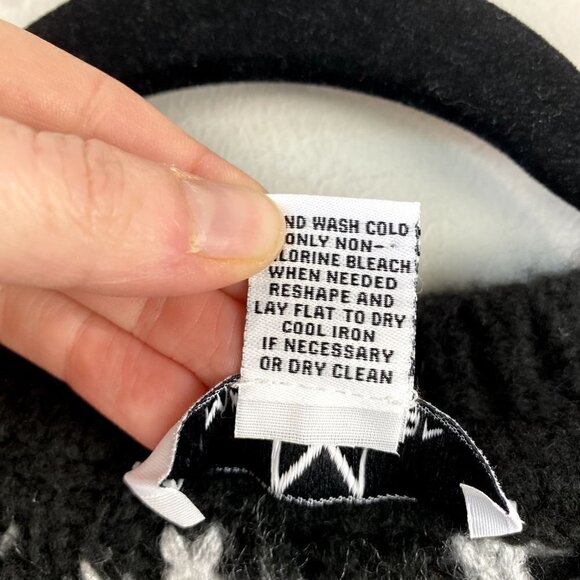 ND WASH COLD
ONLY NON-
LORINE BLEACH
WHEN NEEDED
RESHAPE AND
LAY FLAT TO DRY
COOL IRON
IF NECESSARY
OR DRY CLEAN